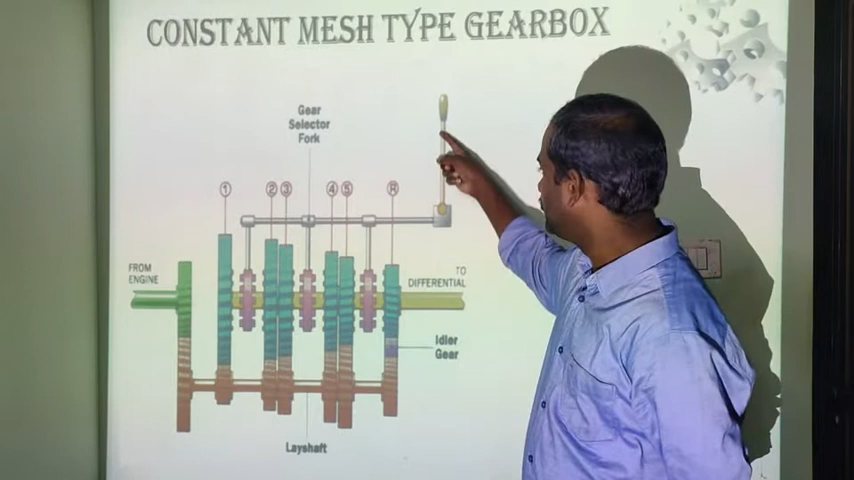 CONSTANT MESH TYPE GEARBOX
Gear
Selector
Fork
1 2 3 4 5 R
FROM
ENGINE
TO
DIFFERENTIAL
Idler
Gear
Layshaft